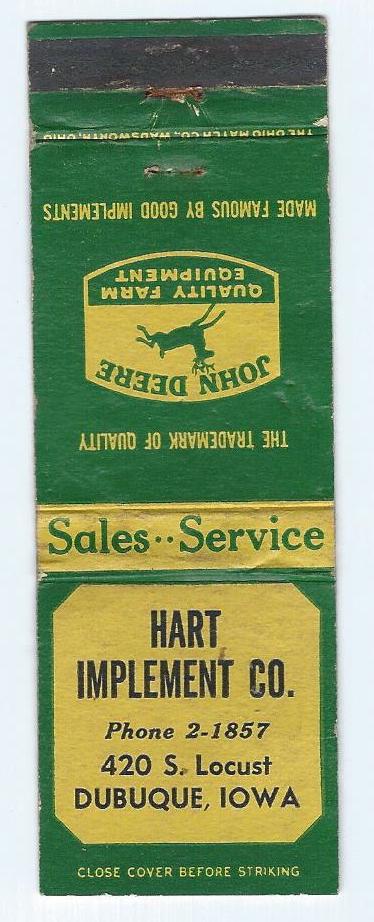 THE OHIO MATCH CO., WADSWORTH, OHIO
MADE FAMOUS BY GOOD IMPLEMENTS
QUALITY FARM
EQUIPMENT
JOHN DEERE
THE TRADEMARK OF QUALITY
Sales··Service
HART
IMPLEMENT CO.
Phone 2-1857
420 S. Locust
DUBUQUE, IOWA
CLOSE COVER BEFORE STRIKING